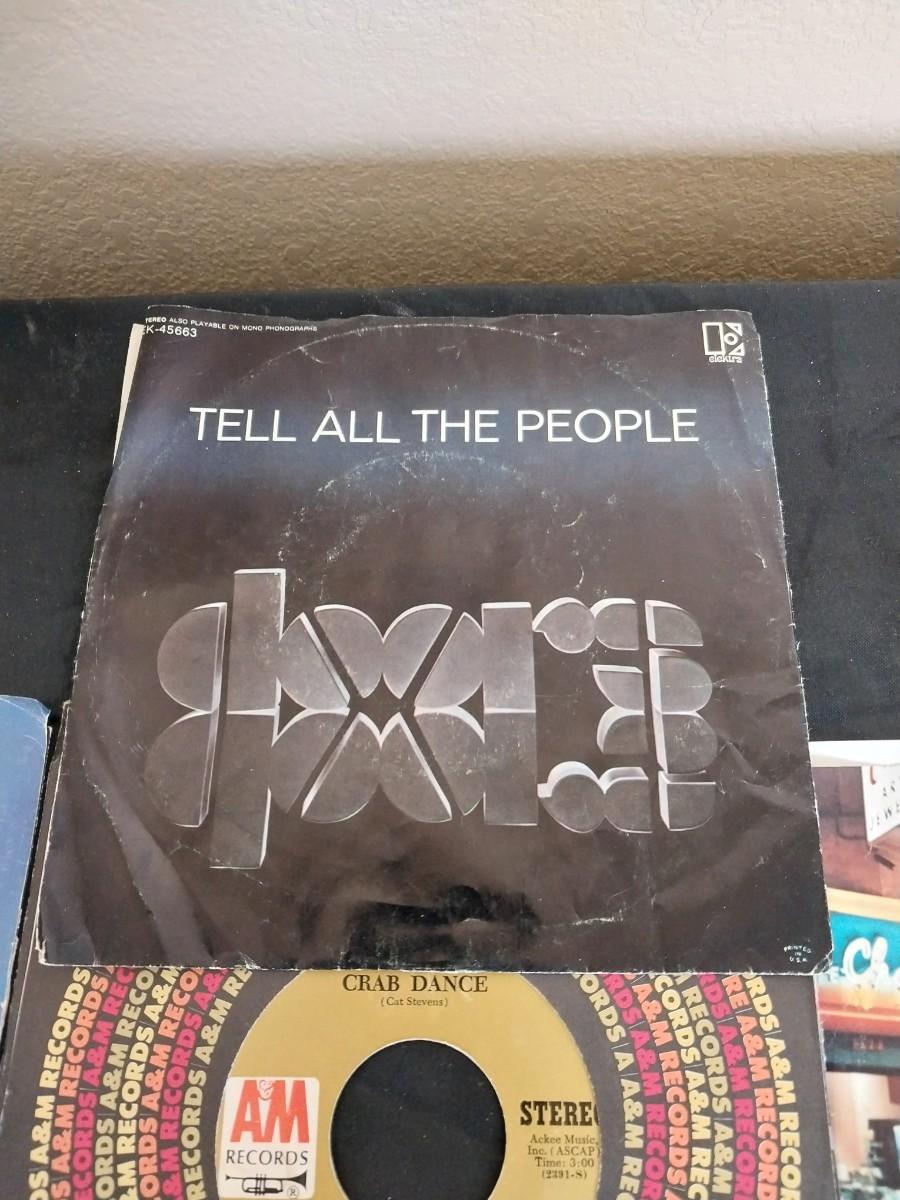 TEREO ALSO PLAYABLE ON MONO PHONOGRAPHS
EK-45663
elektra
TELL ALL THE PEOPLE
doors
PRINTED
IN
U.S.A.
CRAB DANCE
(Cat Stevens)
A&M
RECORDS
®
STEREO
Ackee Music,
Inc. (ASCAP)
Time: 3:00
(2391-S)
A&M RECORDS